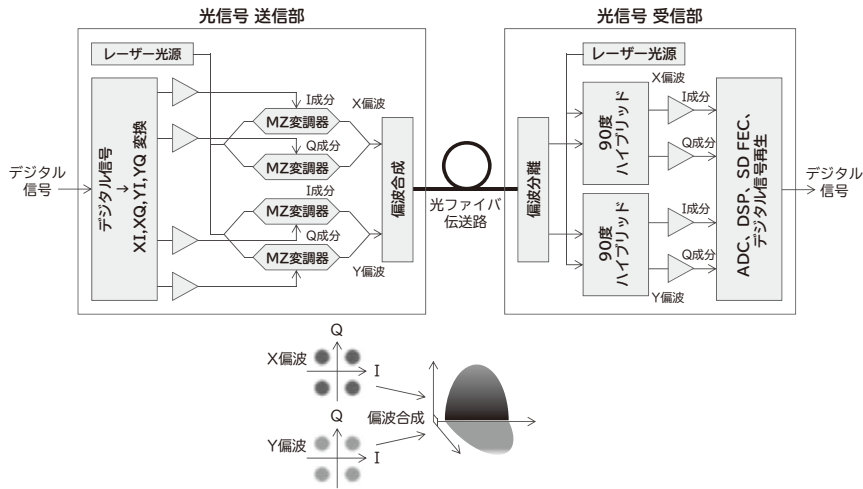 光信号 送信部
レーザー光源
デジタル
信号
デジタル信号
→
XI,XQ,YI,YQ 変換
I成分
MZ変調器
Q成分
MZ変調器
X偏波
I成分
MZ変調器
Q成分
MZ変調器
Y偏波
偏波合成
光ファイバ
伝送路
光信号 受信部
レーザー光源
偏波分離
X偏波
90度
ハイブリッド
I成分
Q成分
90度
ハイブリッド
I成分
Q成分
Y偏波
ADC、DSP、SD FEC、
デジタル信号再生
デジタル
信号
Q
X偏波
I
偏波合成
Q
Y偏波
I